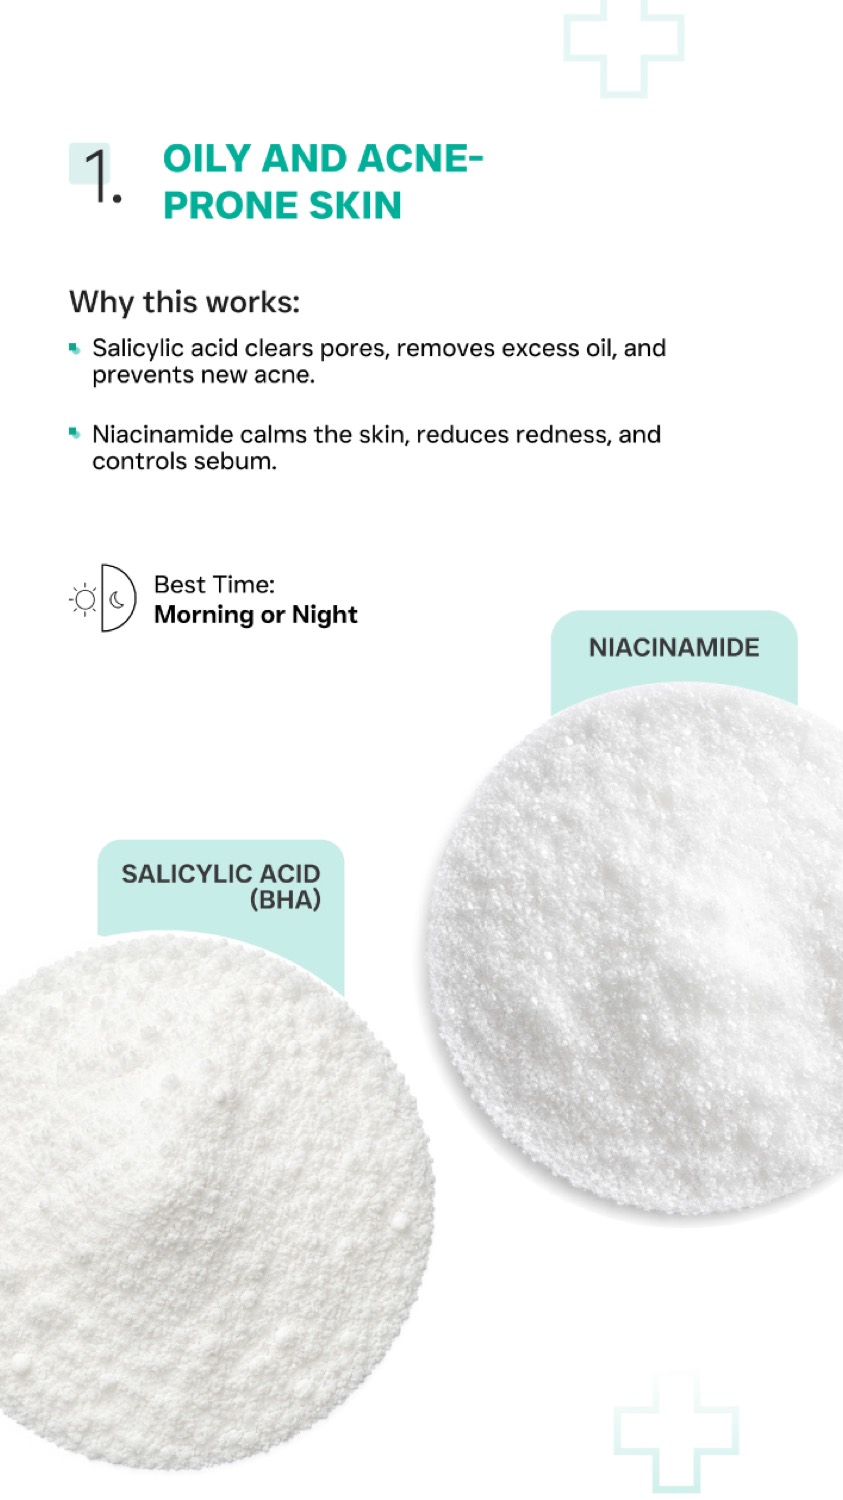 1.
OILY AND ACNE-
PRONE SKIN
Why this works:
Salicylic acid clears pores, removes excess oil, and
prevents new acne.
Niacinamide calms the skin, reduces redness, and
controls sebum.
Best Time:
Morning or Night
NIACINAMIDE
SALICYLIC ACID
(BHA)